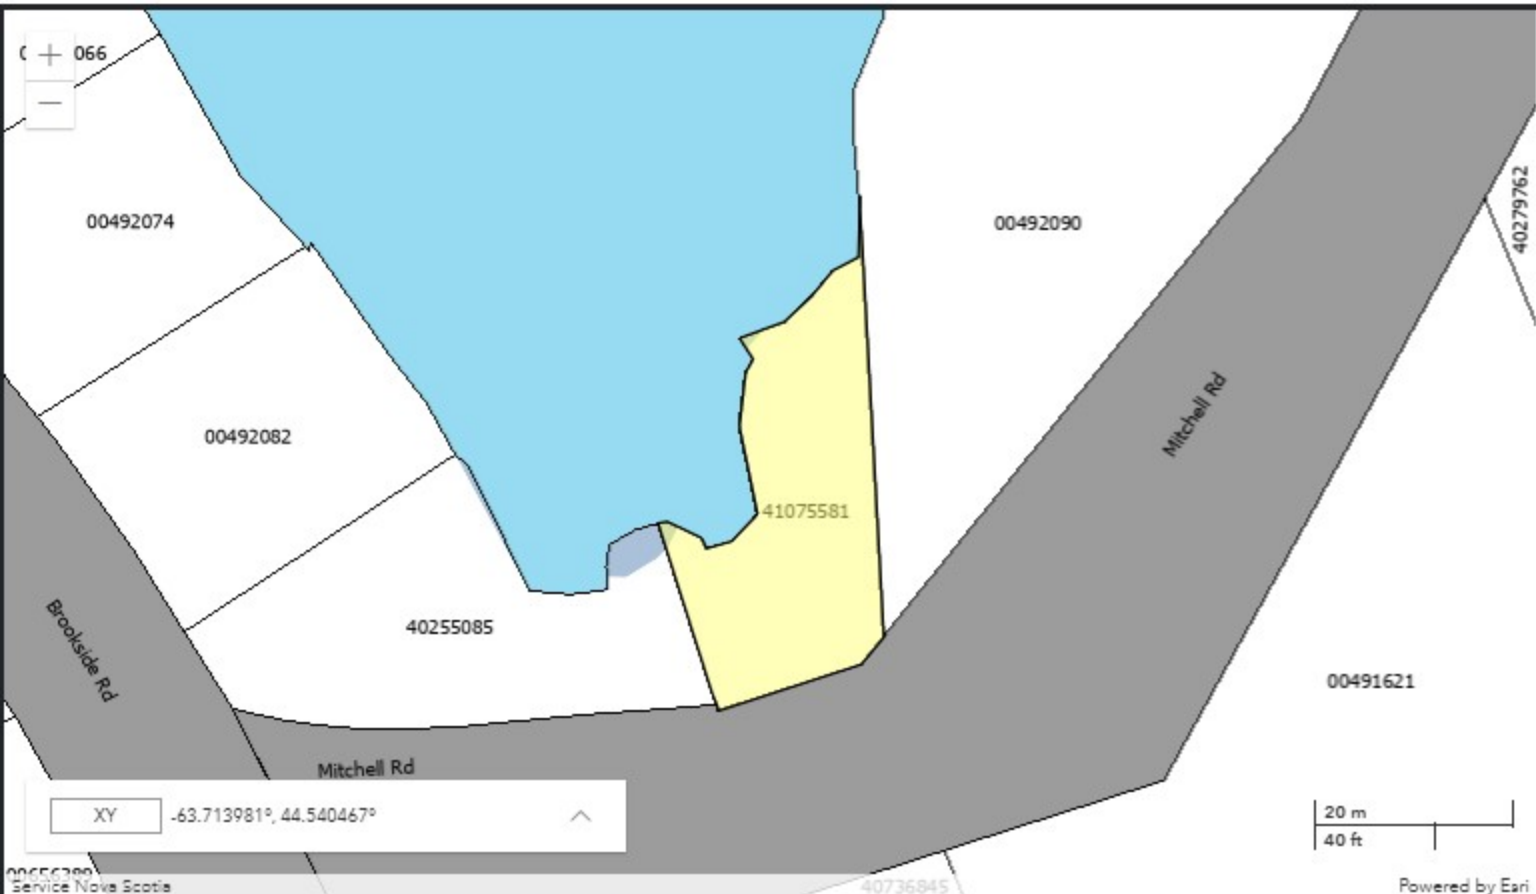 066
+
−
00492074
00492090
40279762
Mitchell Rd
00492082
41075581
40255085
Brookside Rd
00491621
Mitchell Rd
XY
-63.713981°, 44.540467°
20 m
40 ft
00656389
Service Nova Scotia
40736845
Powered by Esri